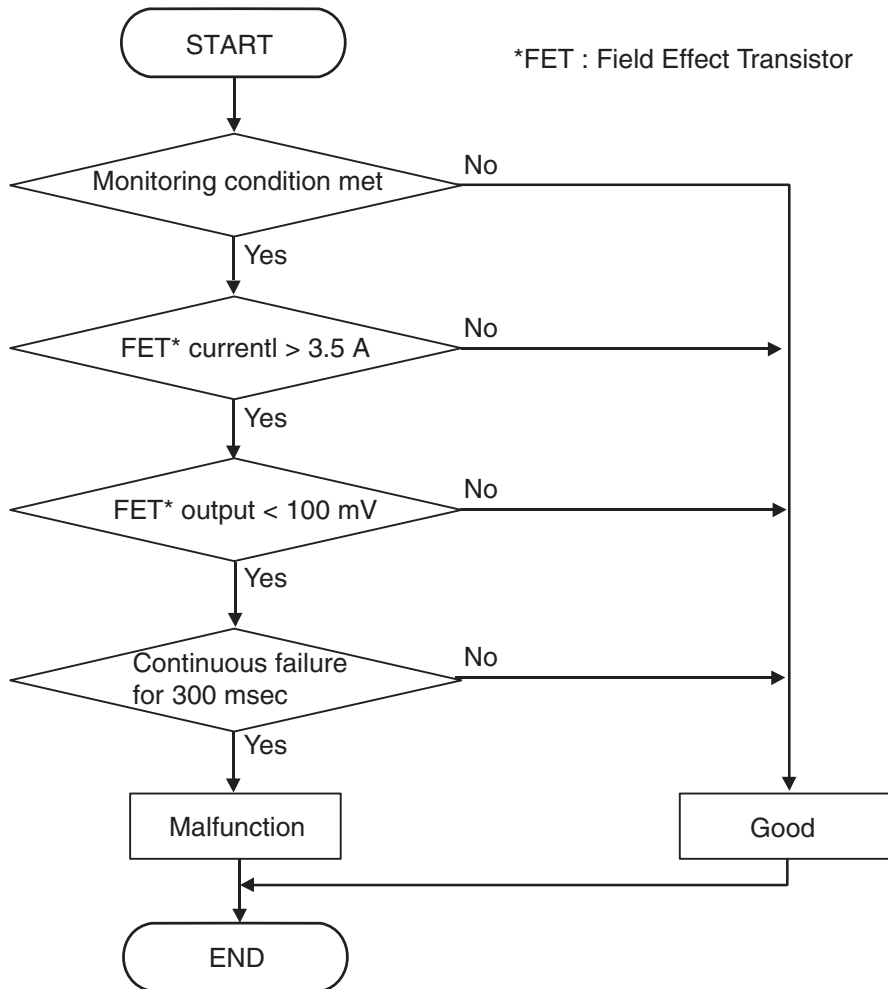 START
*FET : Field Effect Transistor
Monitoring condition met
No
Yes
FET* currentl > 3.5 A
No
Yes
FET* output < 100 mV
No
Yes
Continuous failure
for 300 msec
No
Yes
Malfunction
Good
END